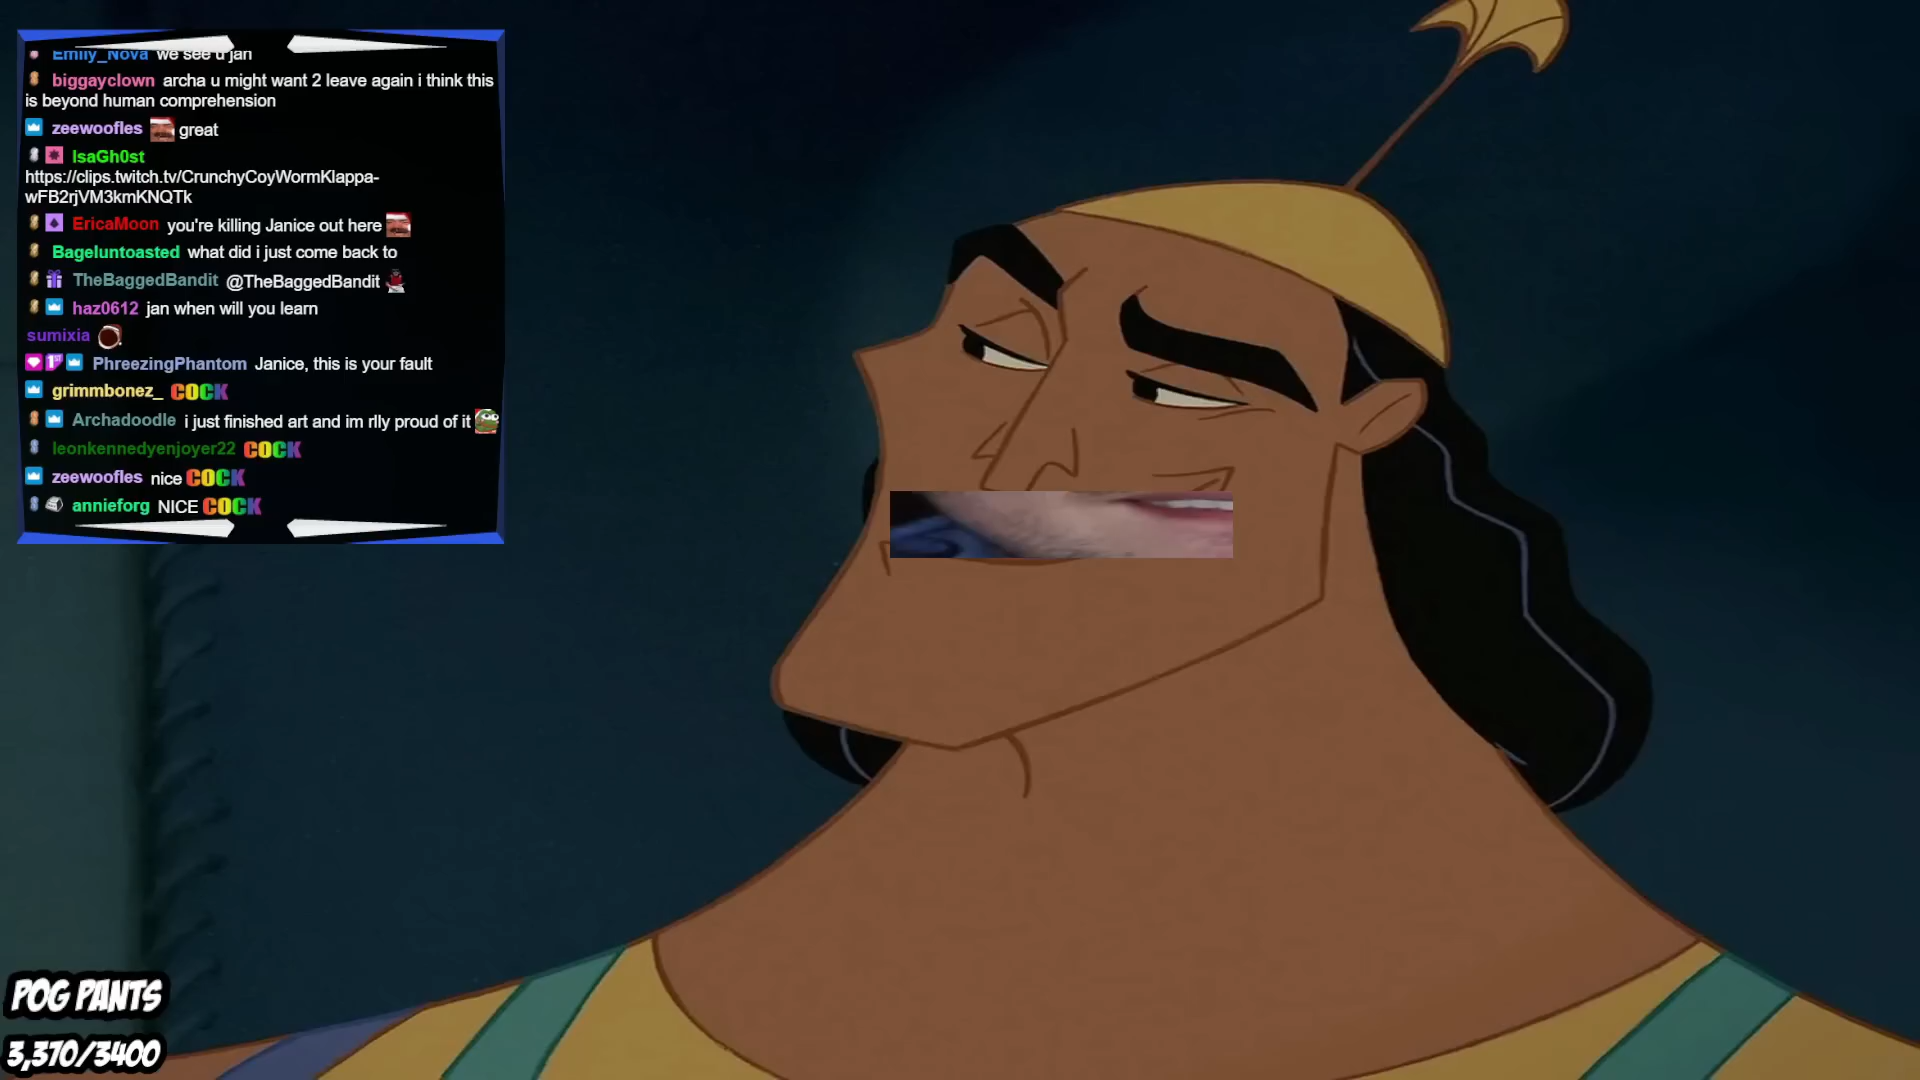 Emily_Nova we see u jan
biggayclown archa u might want 2 leave again i think this
is beyond human comprehension
zeewoofles great
IsaGh0st
https://clips.twitch.tv/CrunchyCoyWormKlappa-
wFB2rjVM3kmKNQTk
EricaMoon you're killing Janice out here
Bageluntoasted what did i just come back to
TheBaggedBandit @TheBaggedBandit
haz0612 jan when will you learn
sumixia
1ST PhreezingPhantom Janice, this is your fault
grimmbonez_ COCK
Archadoodle i just finished art and im rlly proud of it
leonkennedyenjoyer22 COCK
zeewoofles nice COCK
annieforg NICE COCK
POG PANTS
3,370/3400